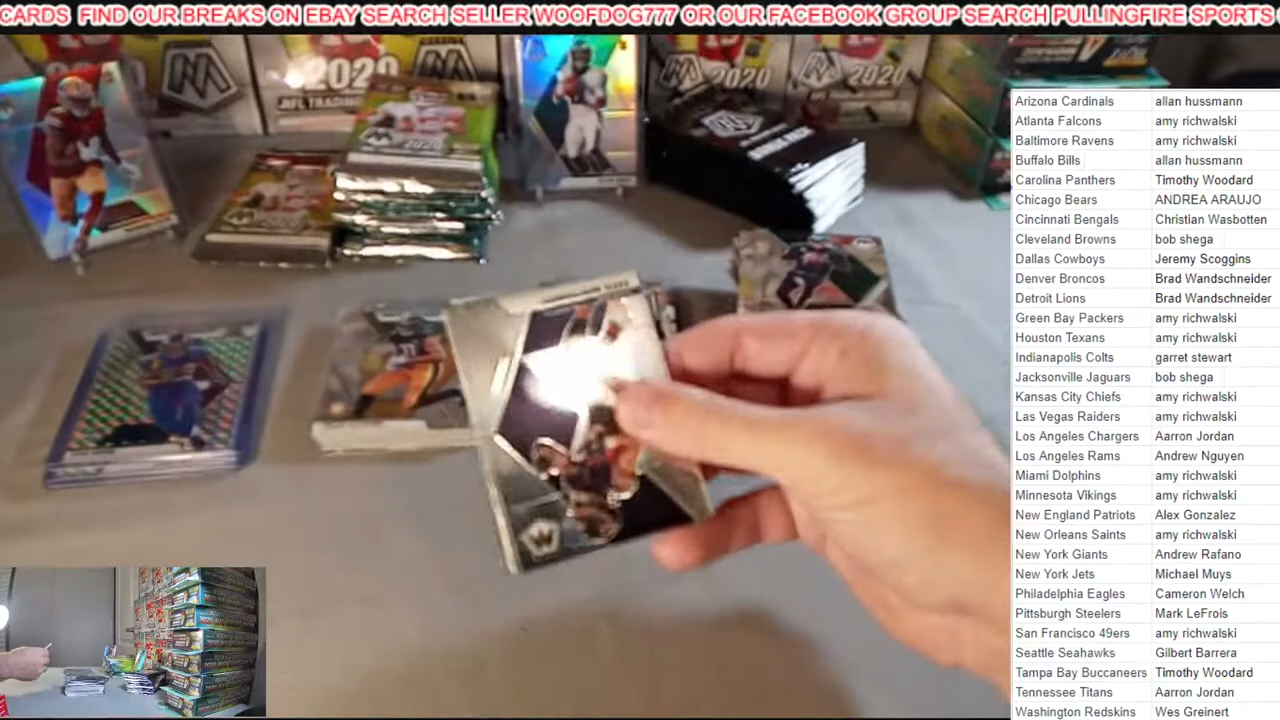 CARDS FIND OUR BREAKS ON EBAY SEARCH SELLER WOOFDOG777 OR OUR FACEBOOK GROUP SEARCH PULLINGFIRE SPORTS
2020
NFL TRADING
2020
2020
2020
Arizona Cardinals allan hussmann
Atlanta Falcons amy richwalski
Baltimore Ravens amy richwalski
Buffalo Bills allan hussmann
Carolina Panthers Timothy Woodard
Chicago Bears ANDREA ARAUJO
Cincinnati Bengals Christian Wasbotten
Cleveland Browns bob shega
Dallas Cowboys Jeremy Scoggins
Denver Broncos Brad Wandschneider
Detroit Lions Brad Wandschneider
Green Bay Packers amy richwalski
Houston Texans amy richwalski
Indianapolis Colts garret stewart
Jacksonville Jaguars bob shega
Kansas City Chiefs amy richwalski
Las Vegas Raiders amy richwalski
Los Angeles Chargers Aarron Jordan
Los Angeles Rams Andrew Nguyen
Miami Dolphins amy richwalski
Minnesota Vikings amy richwalski
New England Patriots Alex Gonzalez
New Orleans Saints amy richwalski
New York Giants Andrew Rafano
New York Jets Michael Muys
Philadelphia Eagles Cameron Welch
Pittsburgh Steelers Mark LeFrois
San Francisco 49ers amy richwalski
Seattle Seahawks Gilbert Barrera
Tampa Bay Buccaneers Timothy Woodard
Tennessee Titans Aarron Jordan
Washington Redskins Wes Greinert